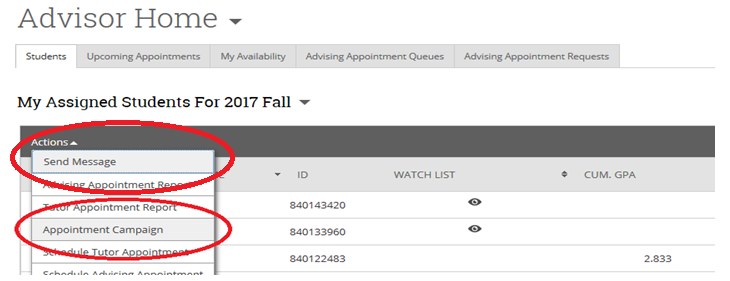 Advisor Home
Students Upcoming Appointments My Availability Advising Appointment Queues Advising Appointment Requests
My Assigned Students For 2017 Fall
Actions
Send Message
ID WATCH LIST CUM. GPA
Advising Appointment Report
Tutor Appointment Report 840143420
Appointment Campaign 840133960
Schedule Tutor Appointment 840122483 2.833
Schedule Advising Appointment